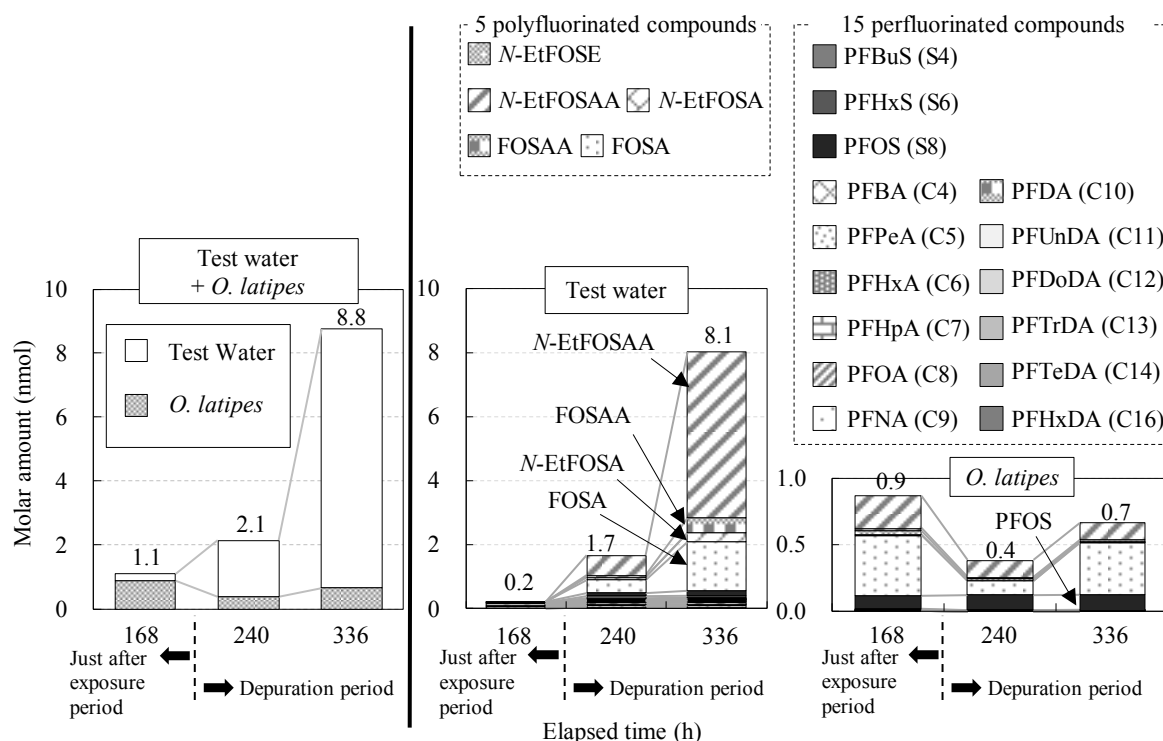 5 polyfluorinated compounds
N-EtFOSE
N-EtFOSAA N-EtFOSA
FOSAA FOSA
15 perfluorinated compounds
PFBuS (S4)
PFHxS (S6)
PFOS (S8)
PFBA (C4) PFDA (C10)
PFPeA (C5) PFUnDA (C11)
PFHxA (C6) PFDoDA (C12)
PFHpA (C7) PFTrDA (C13)
PFOA (C8) PFTeDA (C14)
PFNA (C9) PFHxDA (C16)
Molar amount (nmol)
Test water
+ O. latipes
Test Water
O. latipes
10
8
6
4
2
0
1.1
2.1
8.8
168 240 336
Just after
exposure
period
Depuration period
Test water
10
8
6
4
2
0
N-EtFOSAA
FOSAA
N-EtFOSA
FOSA
0.2
1.7
8.1
168 240 336
Just after
exposure
period
Depuration period
O. latipes
1.0
0.5
0.0
0.9
0.4
0.7
PFOS
168 240 336
Just after
exposure
period
Depuration period
Elapsed time (h)